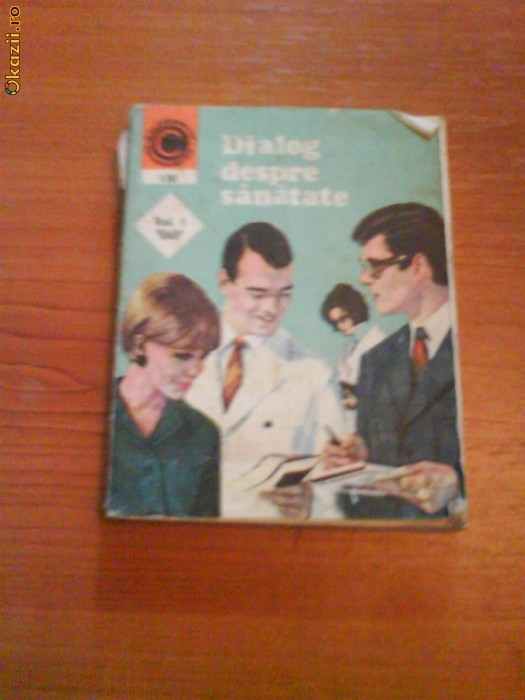 Okazii.ro
Dialog
despre
sănătate
Vol. I